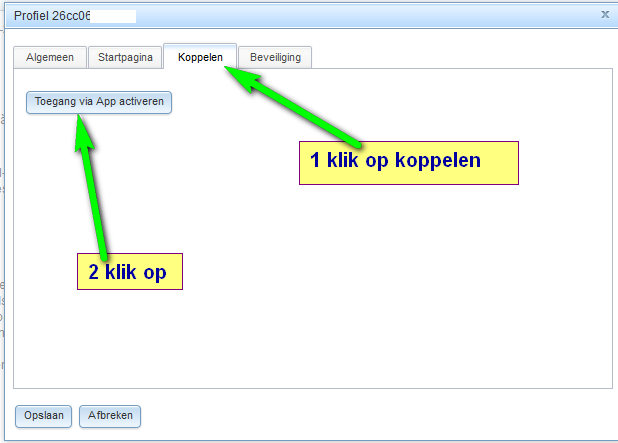 Profiel 26cc06
x
Algemeen
Startpagina
Koppelen
Beveiliging
Toegang via App activeren
1 klik op koppelen
2 klik op
Opslaan
Afbreken